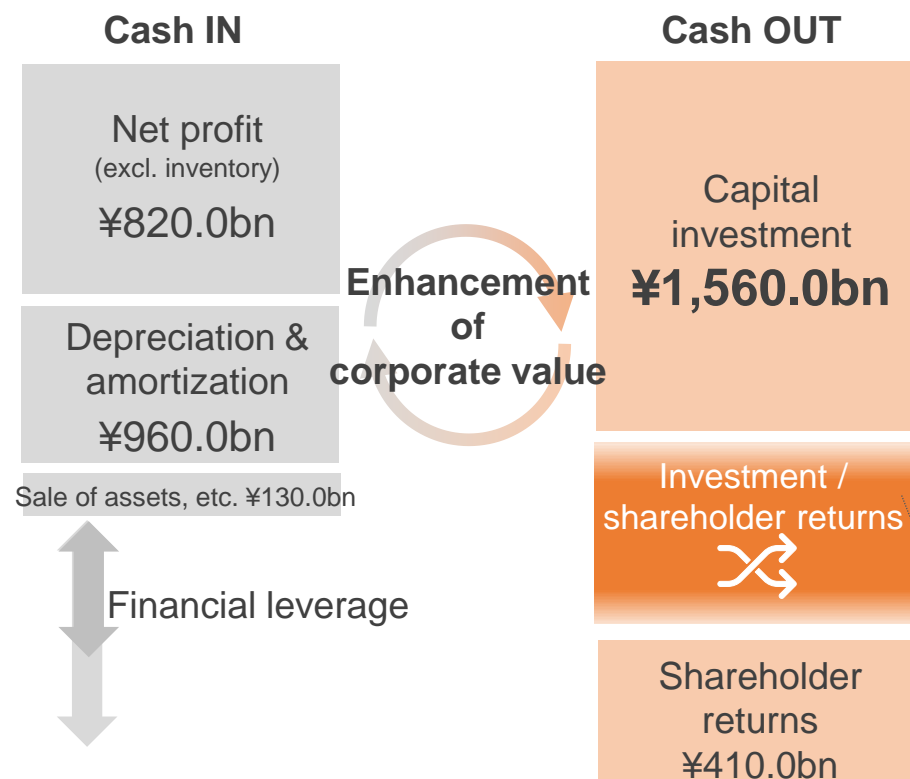 Cash IN
Net profit
(excl. inventory)
¥820.0bn
Depreciation &
amortization
¥960.0bn
Sale of assets, etc. ¥130.0bn
Financial leverage
Enhancement
of
corporate value
Cash OUT
Capital
investment
¥1,560.0bn
Investment /
shareholder returns
Shareholder
returns
¥410.0bn